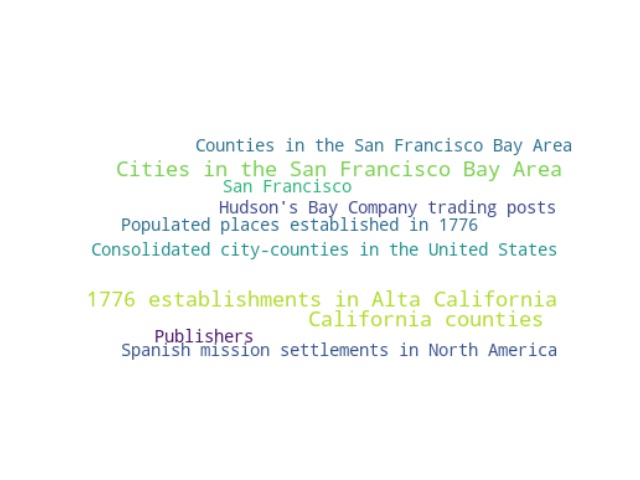 Counties in the San Francisco Bay Area
Cities in the San Francisco Bay Area
San Francisco
Hudson's Bay Company trading posts
Populated places established in 1776
Consolidated city-counties in the United States
1776 establishments in Alta California
California counties
Publishers
Spanish mission settlements in North America